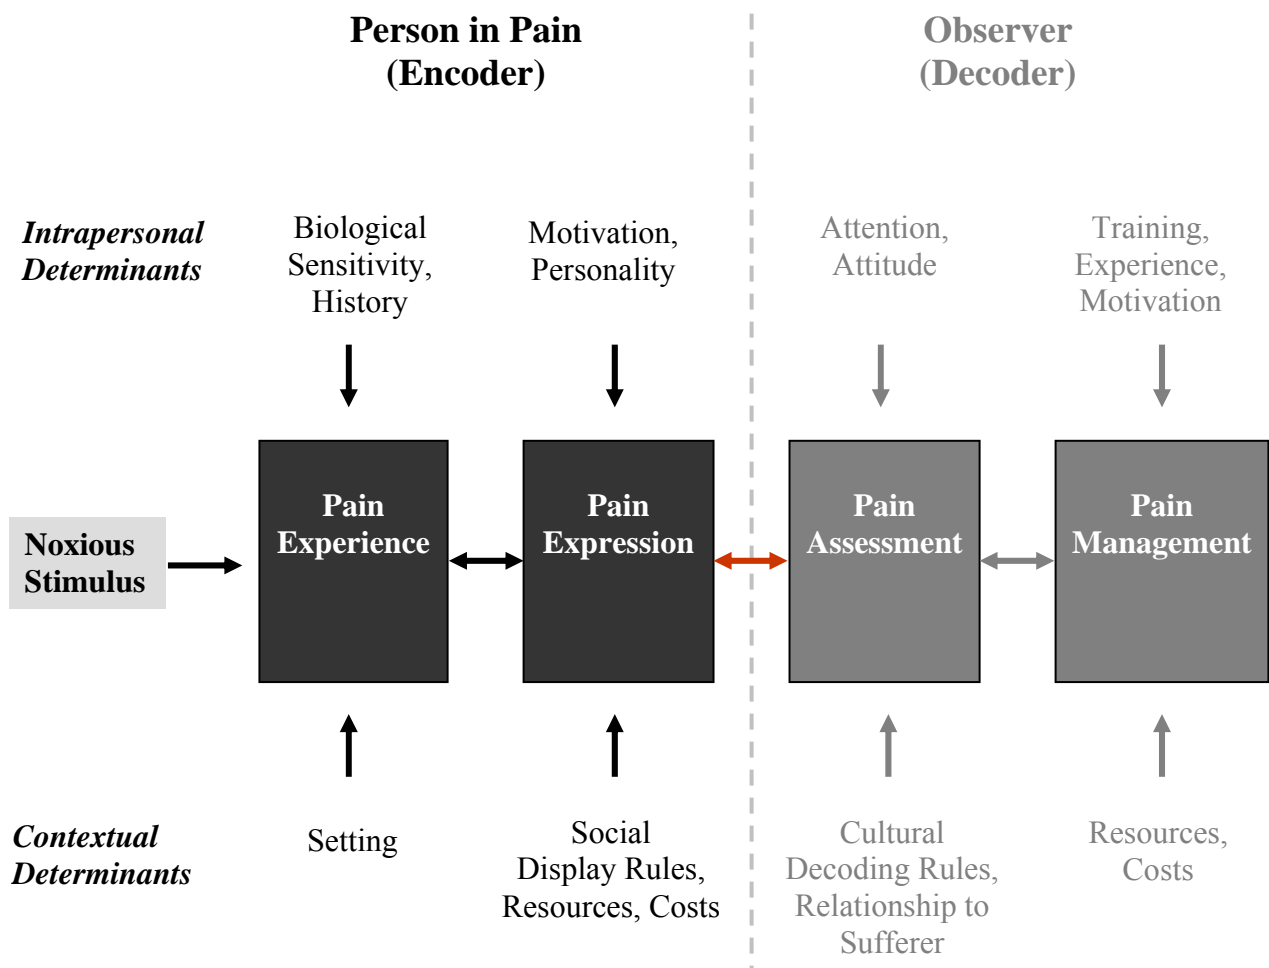 Person in Pain
(Encoder)
Observer
(Decoder)
Intrapersonal
Determinants
Biological
Sensitivity,
History
Motivation,
Personality
Attention,
Attitude
Training,
Experience,
Motivation
Noxious
Stimulus
Pain
Experience
Pain
Expression
Pain
Assessment
Pain
Management
Contextual
Determinants
Setting
Social
Display Rules,
Resources, Costs
Cultural
Decoding Rules,
Relationship to
Sufferer
Resources,
Costs